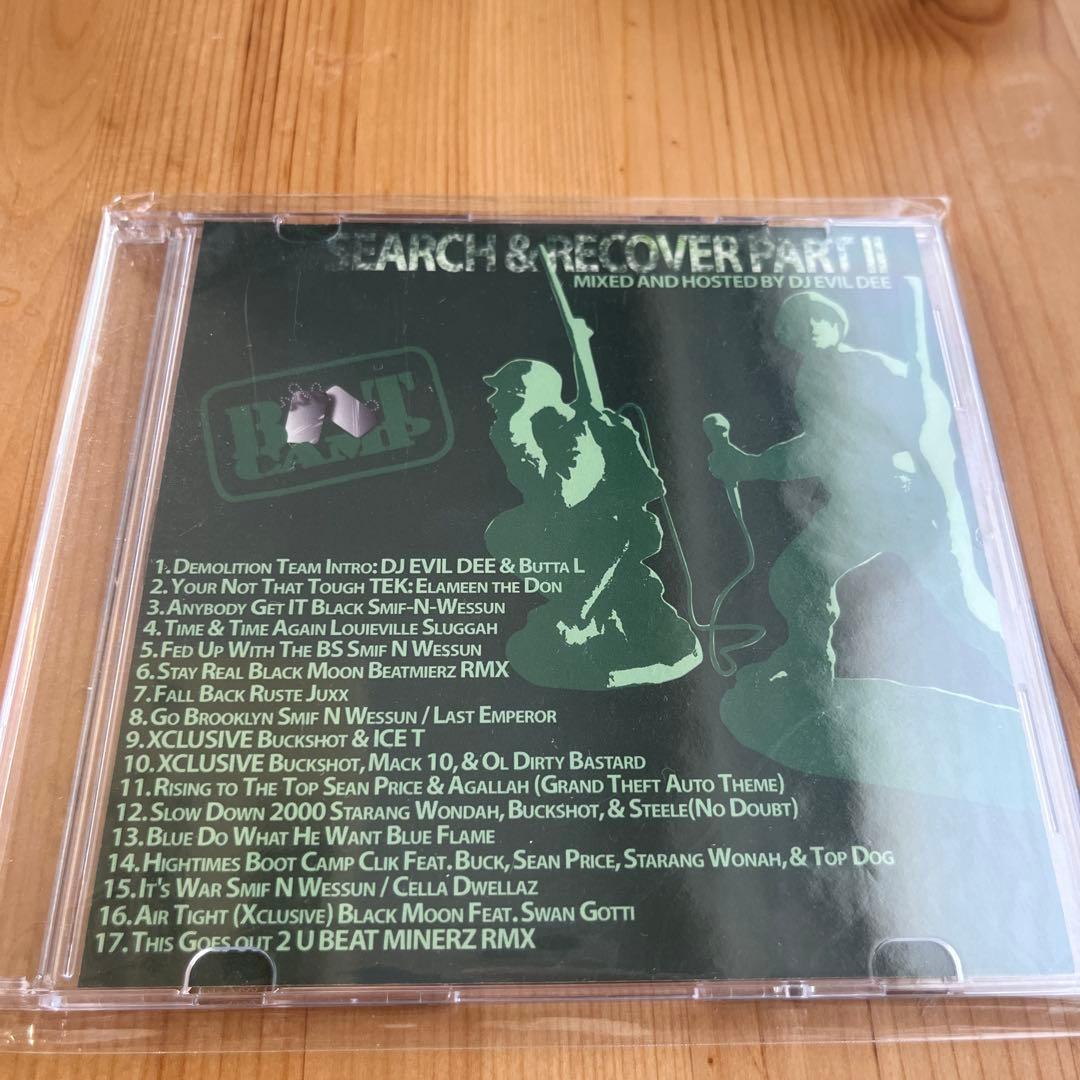 SEARCH & RECOVER PART II
MIXED AND HOSTED BY DJ EVIL DEE
BOOT
CAMP
1. DEMOLITION TEAM INTRO: DJ EVIL DEE & BUTTA L
2. YOUR NOT THAT TOUGH TEK: ELAMEEN THE DON
3. ANYBODY GET IT BLACK SMIF-N-WESSUN
4. TIME & TIME AGAIN LOUIEVILLE SLUGGAH
5. FED UP WITH THE BS SMIF N WESSUN
6. STAY REAL BLACK MOON BEATMIERZ RMX
7. FALL BACK RUSTE JUXX
8. GO BROOKLYN SMIF N WESSUN / LAST EMPEROR
9. XCLUSIVE BUCKSHOT & ICE T
10. XCLUSIVE BUCKSHOT, MACK 10, & OL DIRTY BASTARD
11. RISING TO THE TOP SEAN PRICE & AGALLAH (GRAND THEFT AUTO THEME)
12. SLOW DOWN 2000 STARANG WONDAH, BUCKSHOT, & STEELE(NO DOUBT)
13. BLUE DO WHAT HE WANT BLUE FLAME
14. HIGHTIMES BOOT CAMP CLIK FEAT. BUCK, SEAN PRICE, STARANG WONAH, & TOP DOG
15. IT'S WAR SMIF N WESSUN / CELLA DWELLAZ
16. AIR TIGHT (XCLUSIVE) BLACK MOON FEAT. SWAN GOTTI
17. THIS GOES OUT 2 U BEAT MINERZ RMX